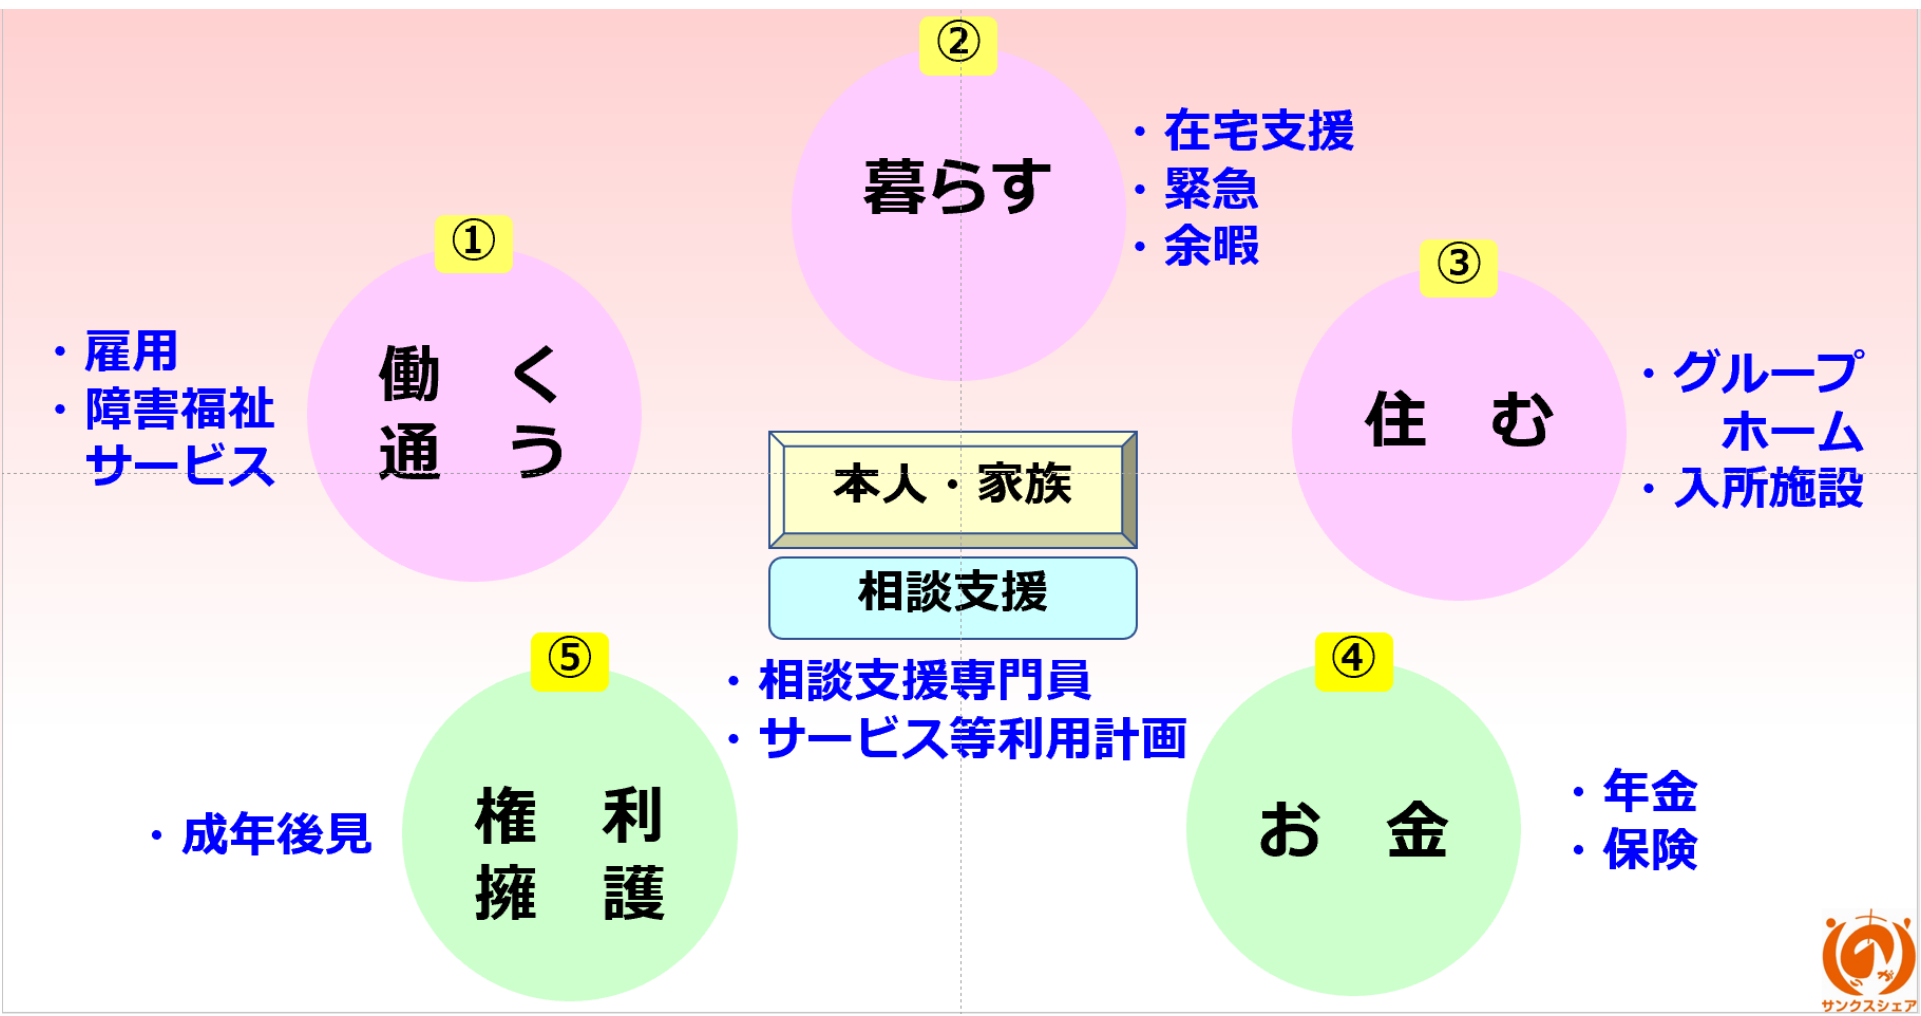 ②
暮らす
・在宅支援
・緊急
・余暇
①
働　く
通　う
・雇用
・障害福祉
サービス
③
住　む
・グループ
ホーム
・入所施設
本人・家族
相談支援
・相談支援専門員
・サービス等利用計画
⑤
権　利
擁　護
・成年後見
④
お　金
・年金
・保険
サンクスシェア